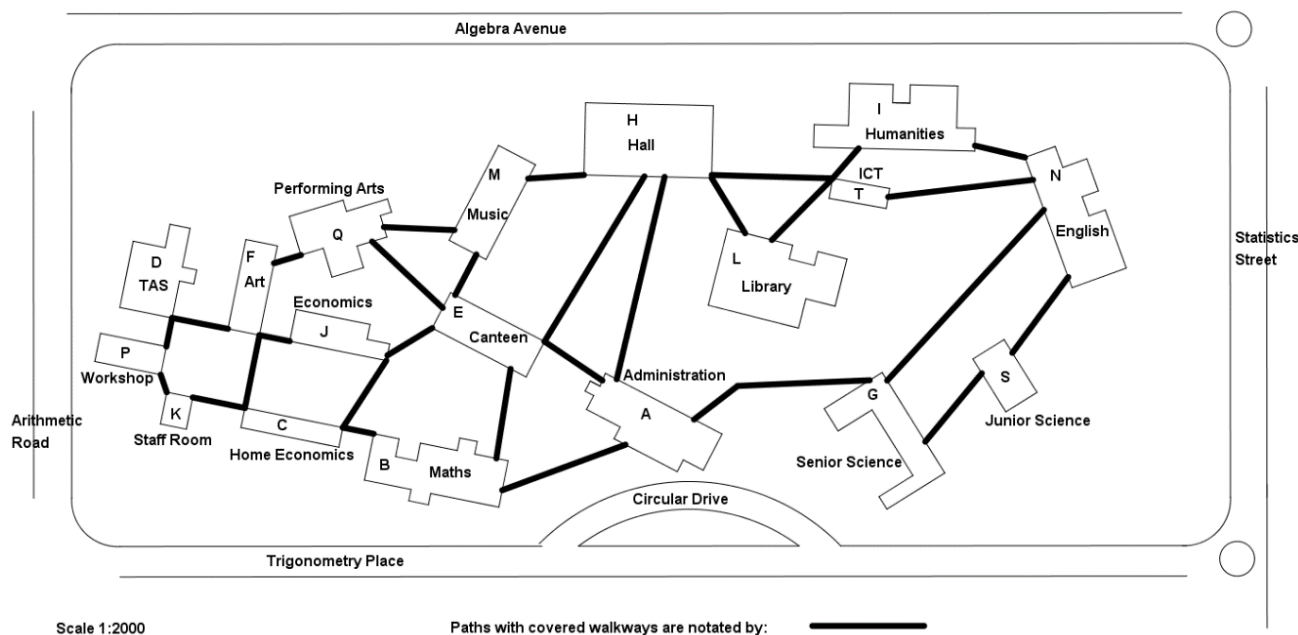 Algebra Avenue
H
Hall
I
Humanities
ICT
T
N
English
M
Music
Performing Arts
Q
D
TAS
F
Art
L
Library
Statistics
Street
Economics
J
E
Canteen
P
Workshop
Administration
A
G
S
Junior Science
Arithmetic
Road
K
Staff Room
C
Home Economics
B
Maths
Senior Science
Circular Drive
Trigonometry Place
Scale 1:2000
Paths with covered walkways are notated by: